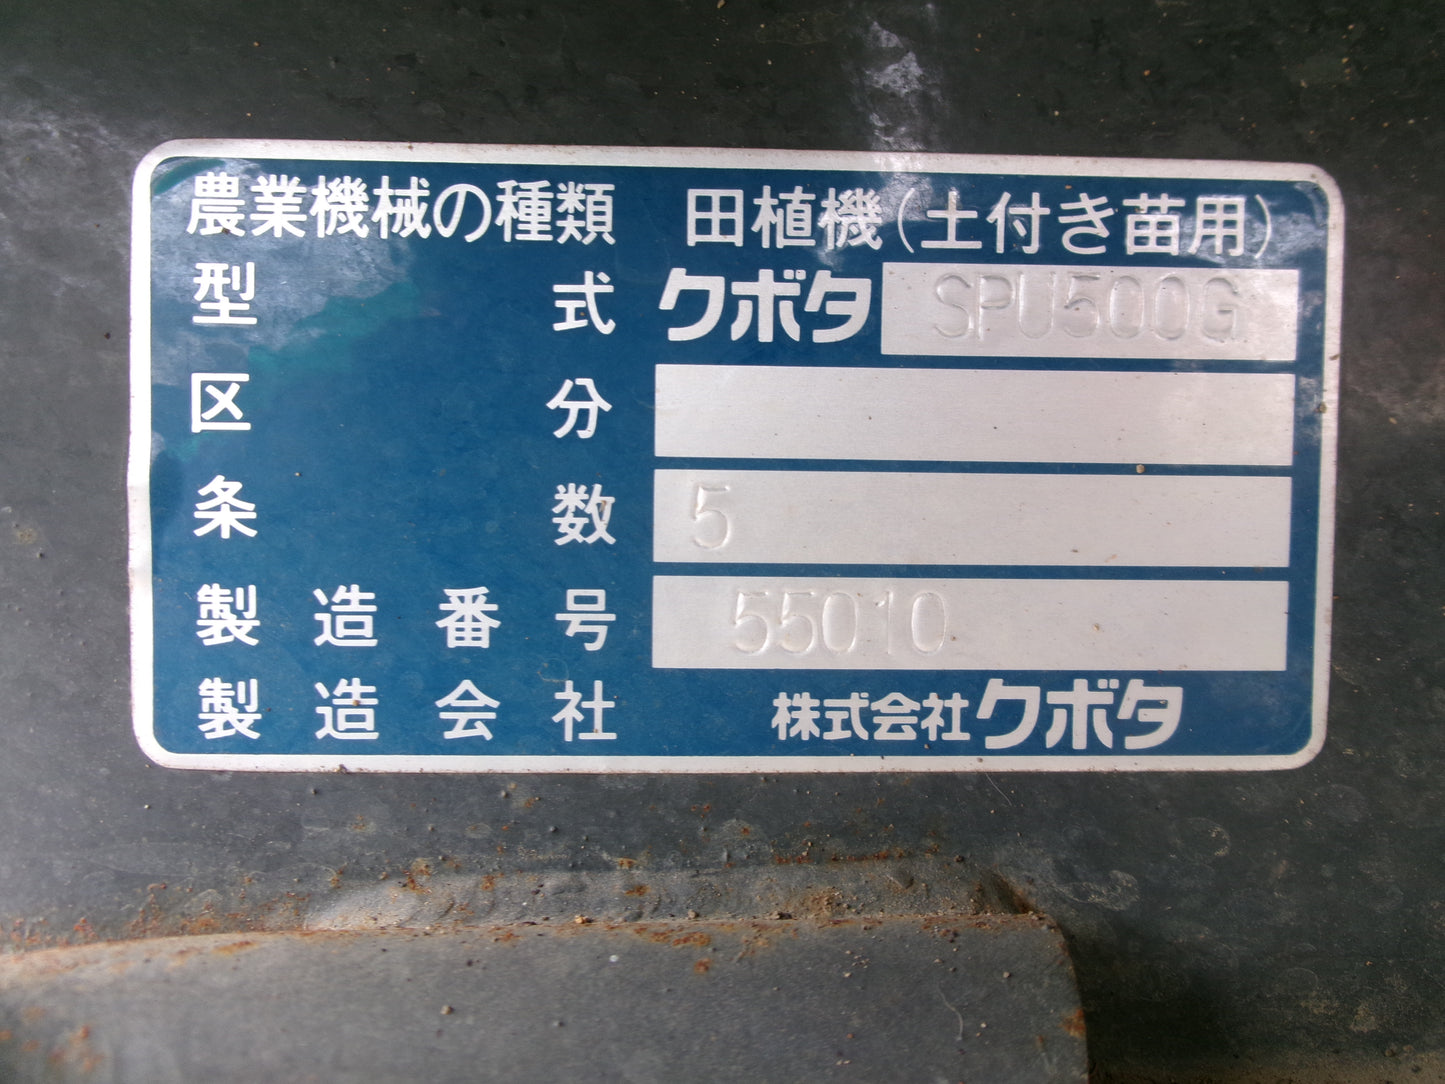 農業機械の種類 田植機(土付き苗用)
型式 クボタ SPU500G
区分
条数 5
製造番号 55010
製造会社 株式会社クボタ